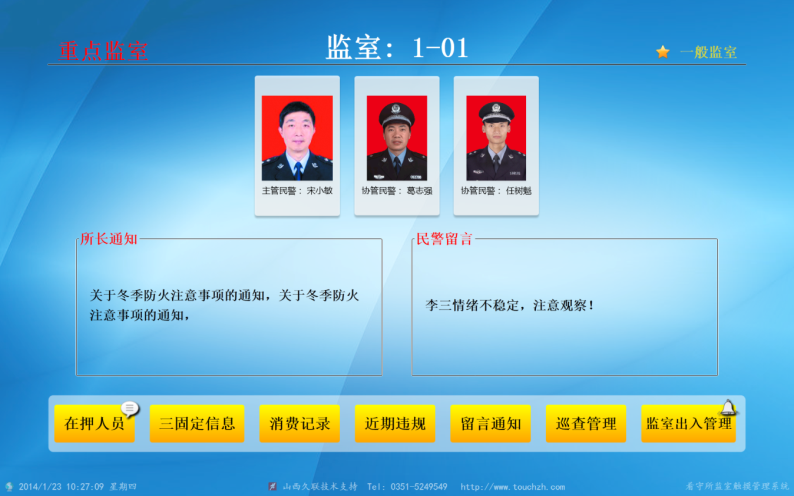 重点监室
监室: 1-01
一般监室
主管民警: 宋小敏
协管民警: 葛志强
协管民警: 任树魁
所长通知
关于冬季防火注意事项的通知, 关于冬季防火
注意事项的通知,
民警留言
李三情绪不稳定, 注意观察!
在押人员
三固定信息
消费记录
近期违规
留言通知
巡查管理
监室出入管理
2014/1/23 10:27:09 星期四
山西久联技术支持 Tel: 0351-5249549 http://www.touchzh.com
看守所监室触摸管理系统